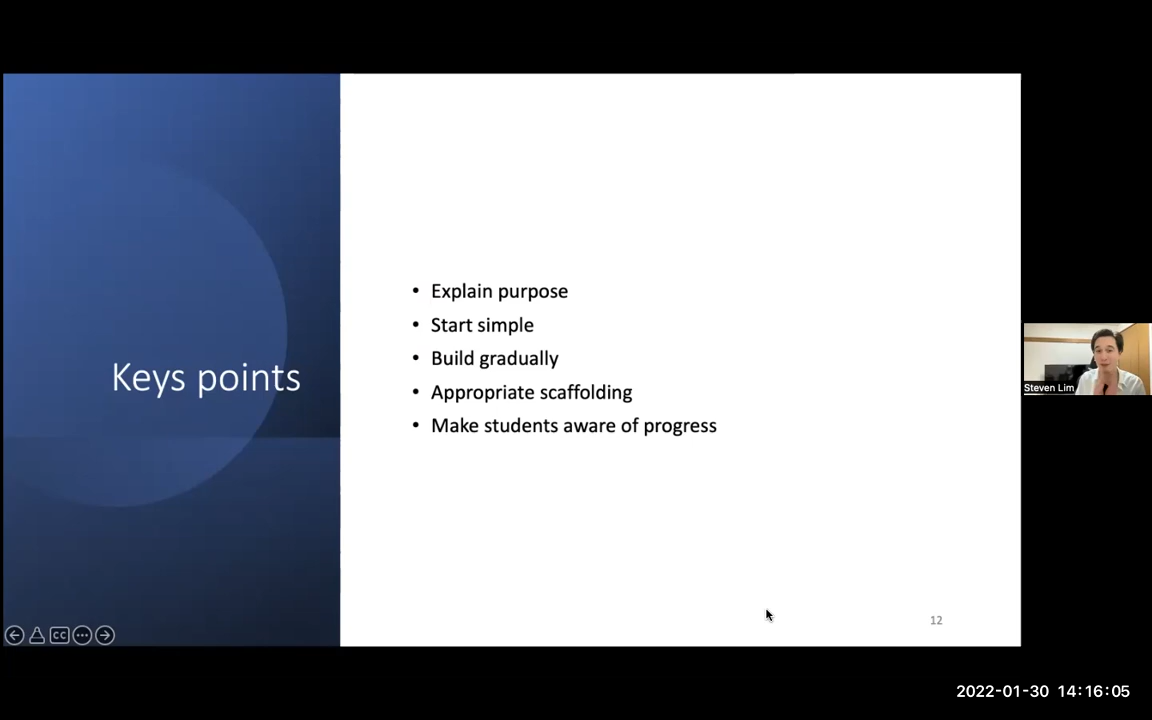 Keys points
• Explain purpose
• Start simple
• Build gradually
• Appropriate scaffolding
• Make students aware of progress
Steven Lim
CC
12
2022-01-30 14:16:05